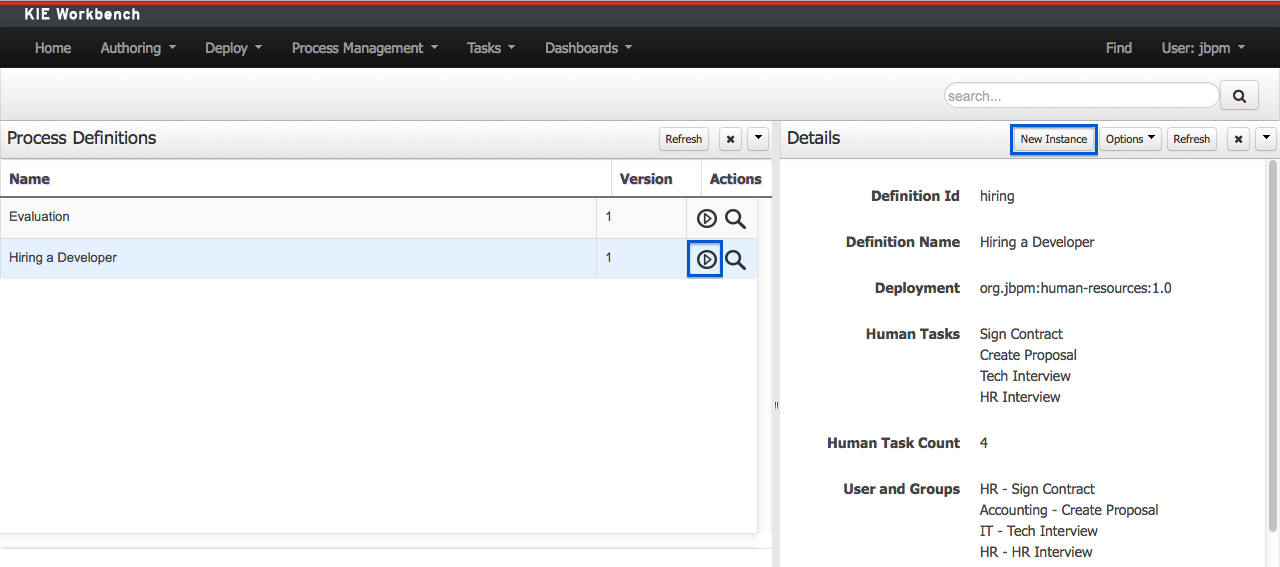 KIE Workbench
Home Authoring Deploy Process Management Tasks Dashboards Find User: jbpm
search...
Process Definitions Refresh
Name Version Actions
Evaluation 1
Hiring a Developer 1
Details New Instance Options Refresh
Definition Id hiring
Definition Name Hiring a Developer
Deployment org.jbpm:human-resources:1.0
Human Tasks Sign Contract
Create Proposal
Tech Interview
HR Interview
Human Task Count 4
User and Groups HR - Sign Contract
Accounting - Create Proposal
IT - Tech Interview
HR - HR Interview